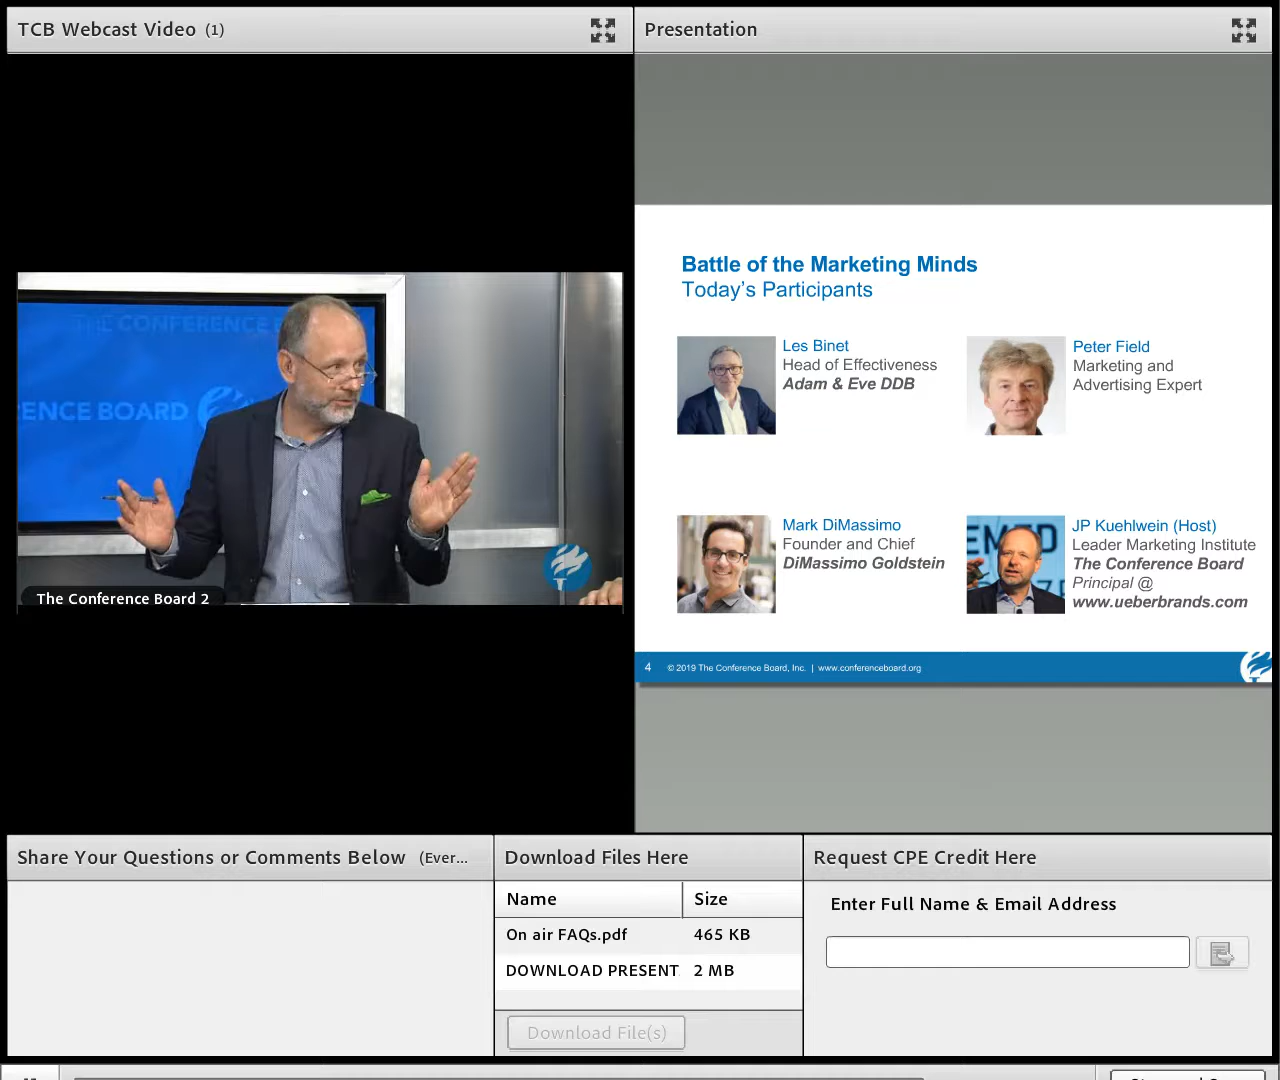 TCB Webcast Video (1)
Presentation
THE CONFERENCE B
ENCE BOARD
The Conference Board 2
Battle of the Marketing Minds
Today's Participants
Les Binet
Head of Effectiveness
Adam & Eve DDB
Peter Field
Marketing and
Advertising Expert
Mark DiMassimo
Founder and Chief
DiMassimo Goldstein
JP Kuehlwein (Host)
Leader Marketing Institute
The Conference Board
Principal @
www.ueberbrands.com
4 © 2019 The Conference Board, Inc. | www.conferenceboard.org
Share Your Questions or Comments Below (Ever...
Download Files Here
Name Size
On air FAQs.pdf 465 KB
DOWNLOAD PRESENT 2 MB
Download File(s)
Request CPE Credit Here
Enter Full Name & Email Address